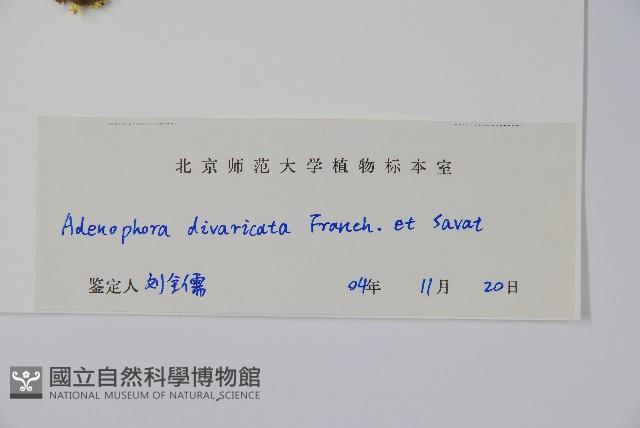 北京师范大学植物标本室
Adenophora divaricata Franch. et Savat
鉴定人 刘全儒 04年 11月 20日
國立自然科學博物館
NATIONAL MUSEUM OF NATURAL SCIENCE